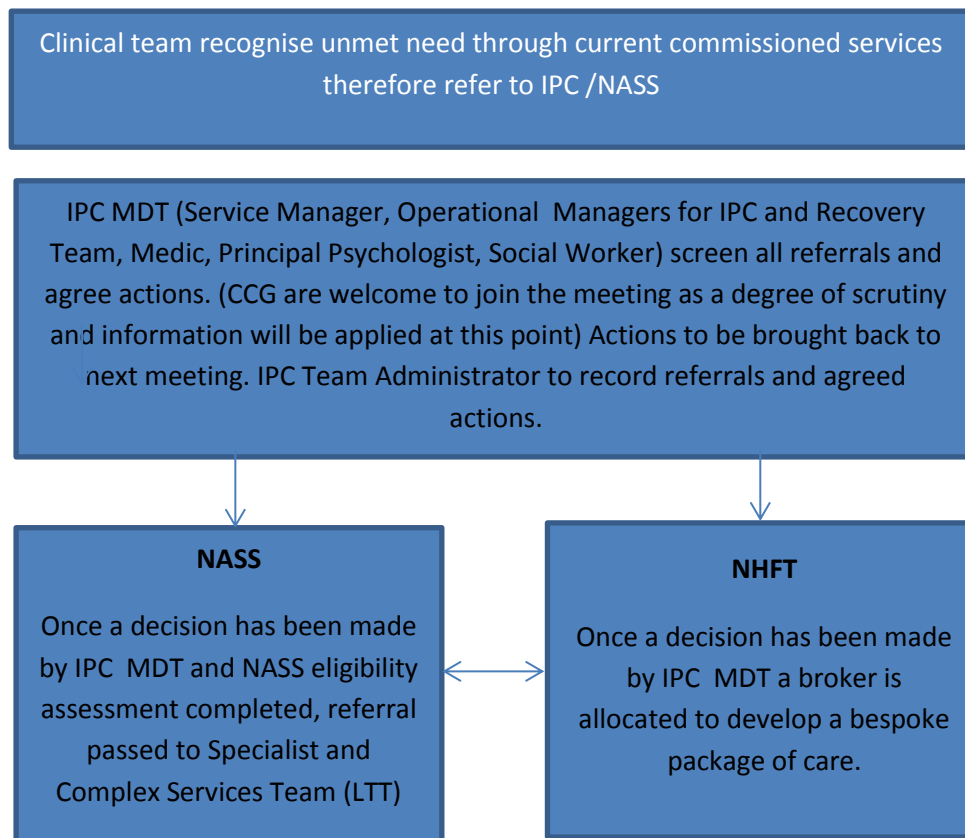 Clinical team recognise unmet need through current commissioned services
therefore refer to IPC /NASS
IPC MDT (Service Manager, Operational Managers for IPC and Recovery
Team, Medic, Principal Psychologist, Social Worker) screen all referrals and
agree actions. (CCG are welcome to join the meeting as a degree of scrutiny
and information will be applied at this point) Actions to be brought back to
next meeting. IPC Team Administrator to record referrals and agreed
actions.
NASS
Once a decision has been made
by IPC MDT and NASS eligibility
assessment completed, referral
passed to Specialist and
Complex Services Team (LTT)
NHFT
Once a decision has been made
by IPC MDT a broker is
allocated to develop a bespoke
package of care.